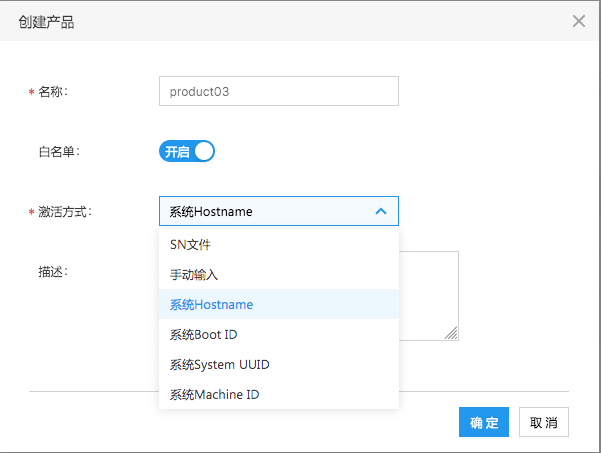 创建产品
* 名称：
product03
白名单：
开启
* 激活方式：
系统Hostname
SN文件
手动输入
系统Hostname
系统Boot ID
系统System UUID
系统Machine ID
描述：
确 定
取 消